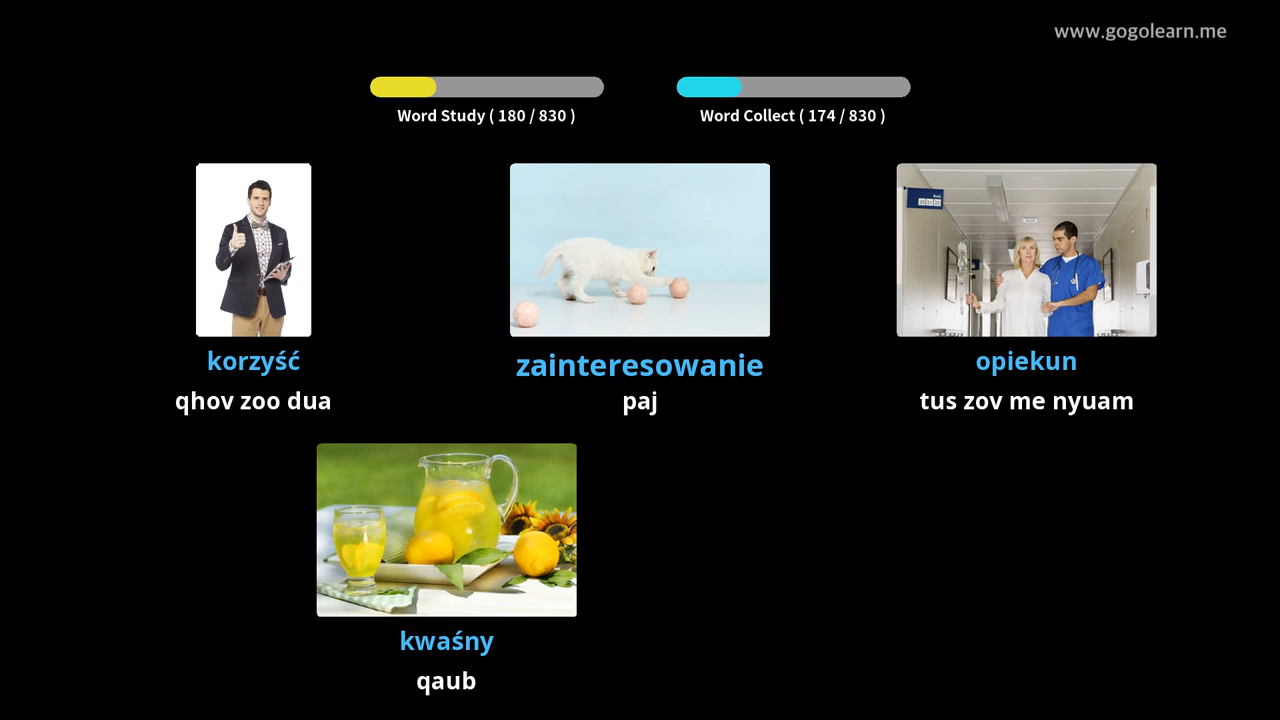 www.gogolearn.me
Word Study ( 180 / 830 )
Word Collect ( 174 / 830 )
korzyść
qhov zoo dua
zainteresowanie
paj
opiekun
tus zov me nyuam
kwaśny
qaub